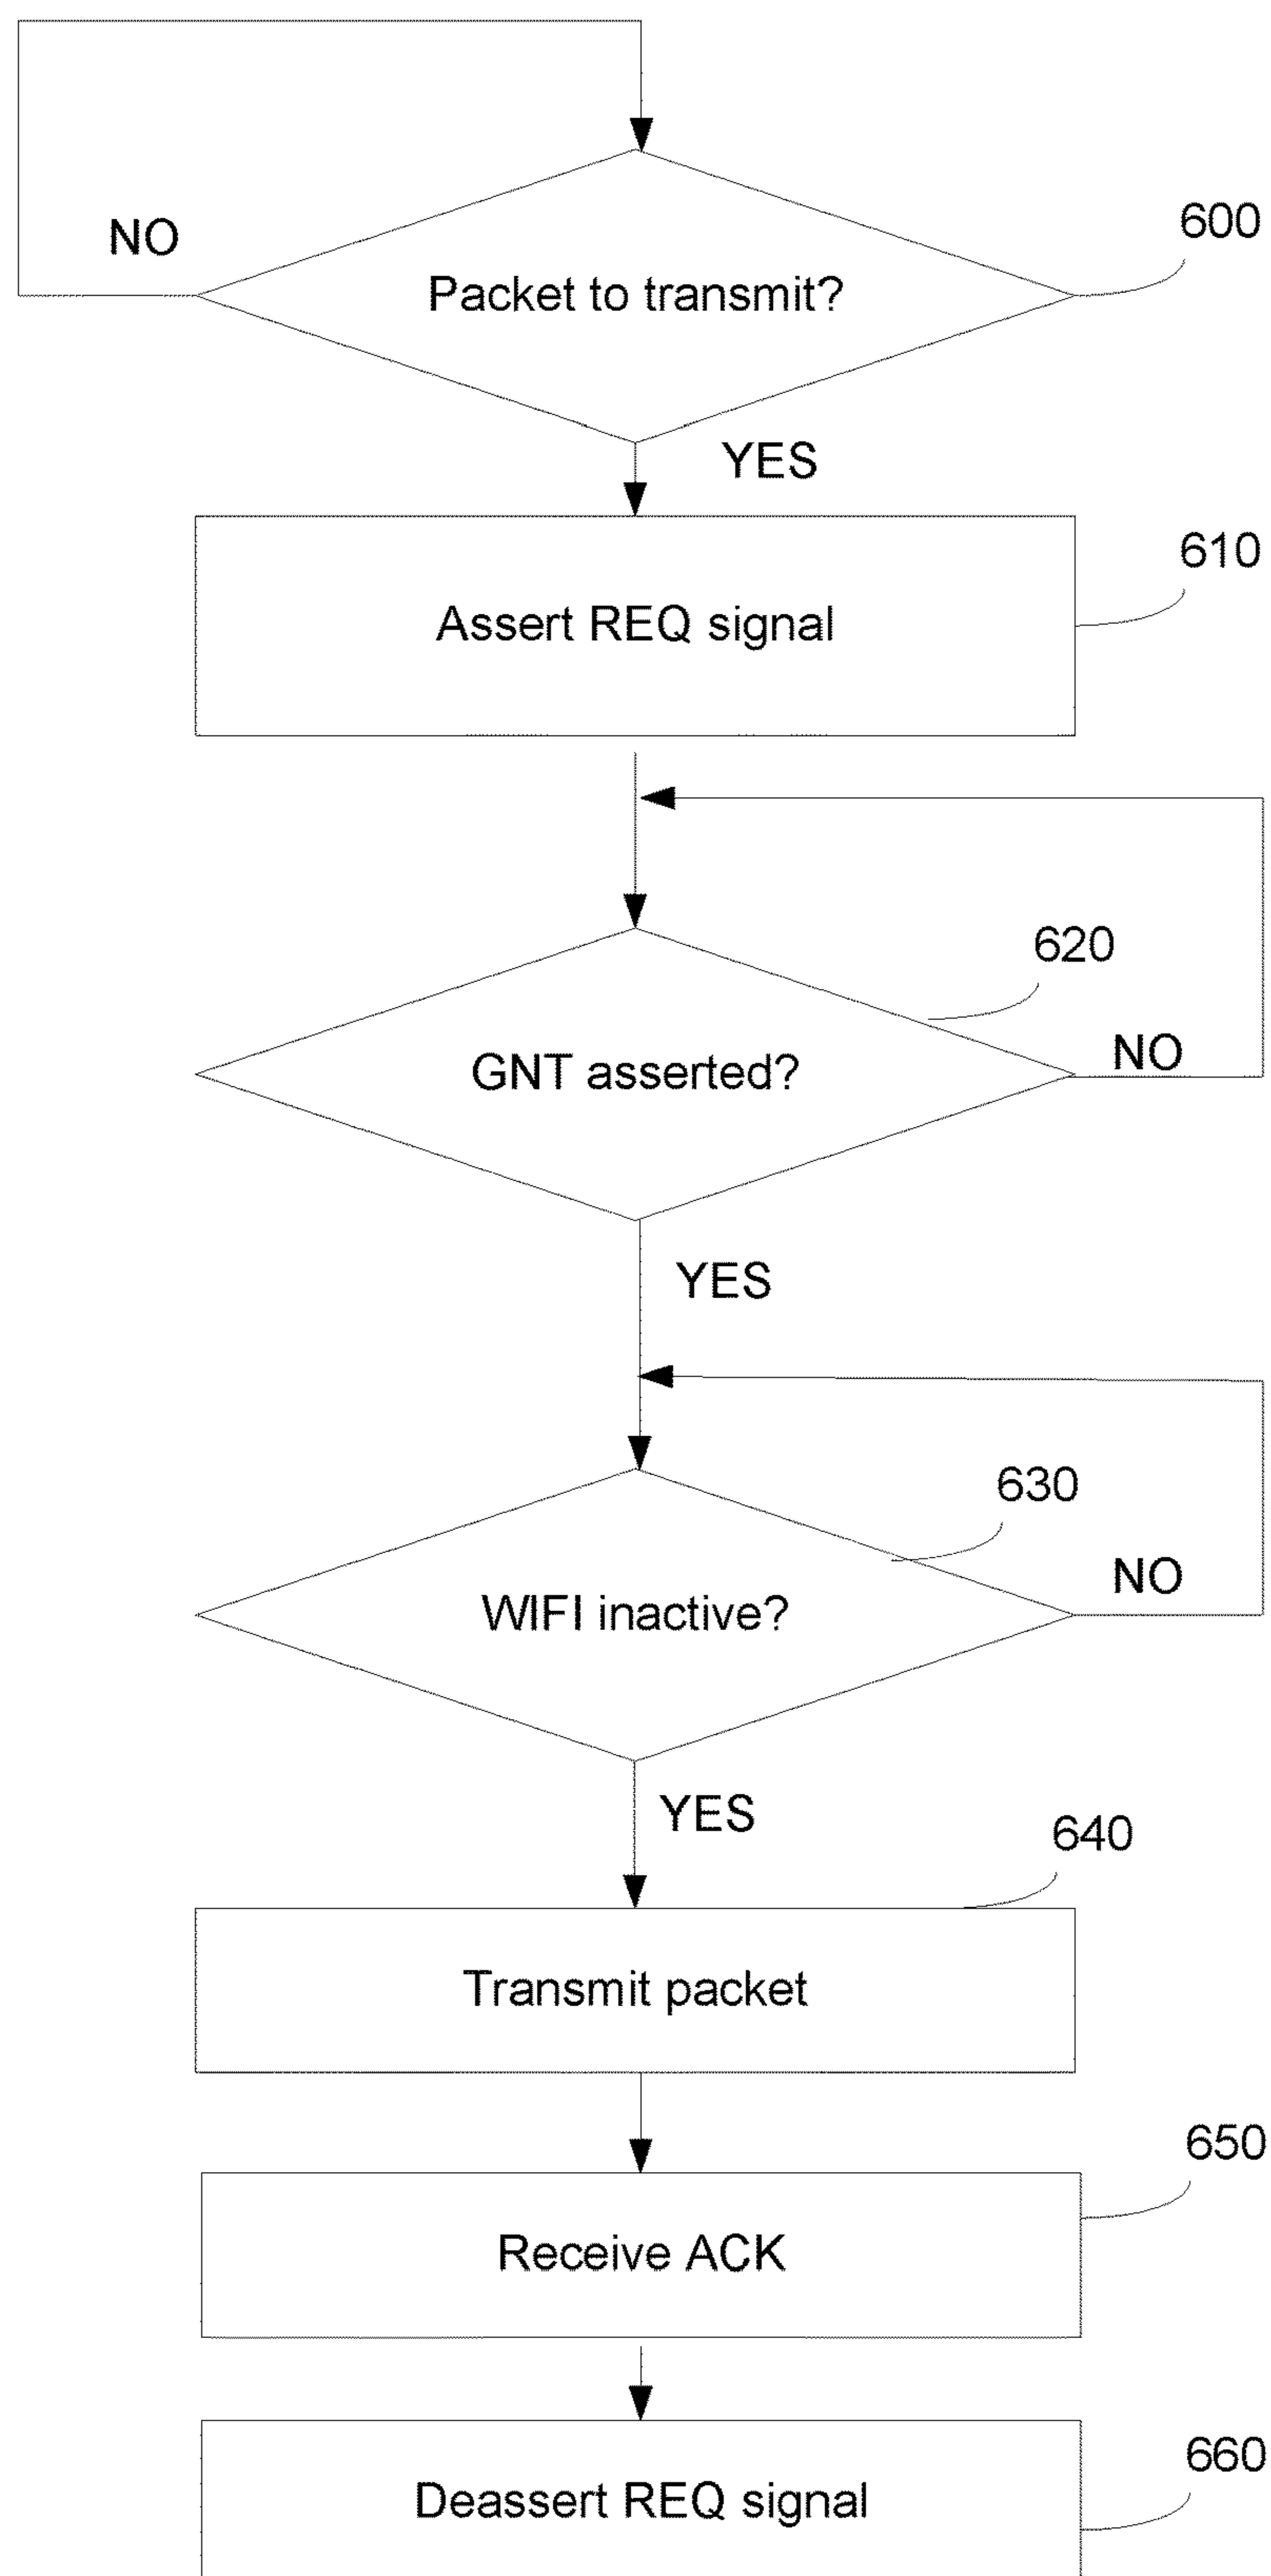 NO
600
Packet to transmit?
YES
610
Assert REQ signal
620
NO
GNT asserted?
YES
630
NO
WIFI inactive?
YES
640
Transmit packet
650
Receive ACK
660
Deassert REQ signal